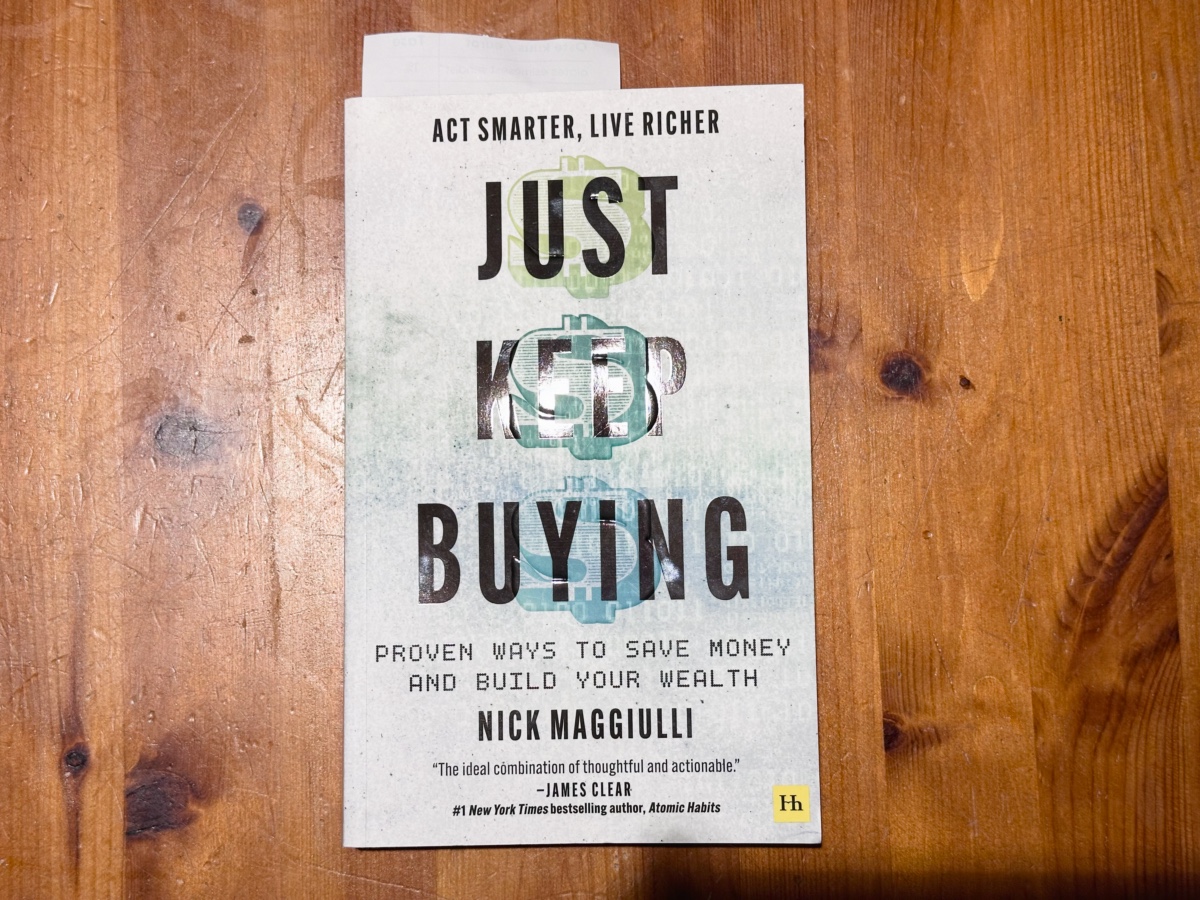 ACT SMARTER, LIVE RICHER
JUST
KEEP
BUYING
PROVEN WAYS TO SAVE MONEY
AND BUILD YOUR WEALTH
NICK MAGGIULLI
“The ideal combination of thoughtful and actionable.”
–JAMES CLEAR
#1 New York Times bestselling author, Atomic Habits
Hh